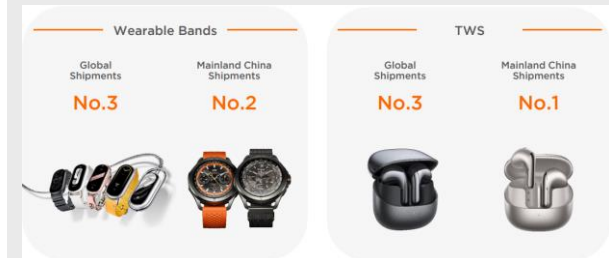 Wearable Bands
Global
Shipments
No.3
Mainland China
Shipments
No.2
TWS
Global
Shipments
No.3
Mainland China
Shipments
No.1